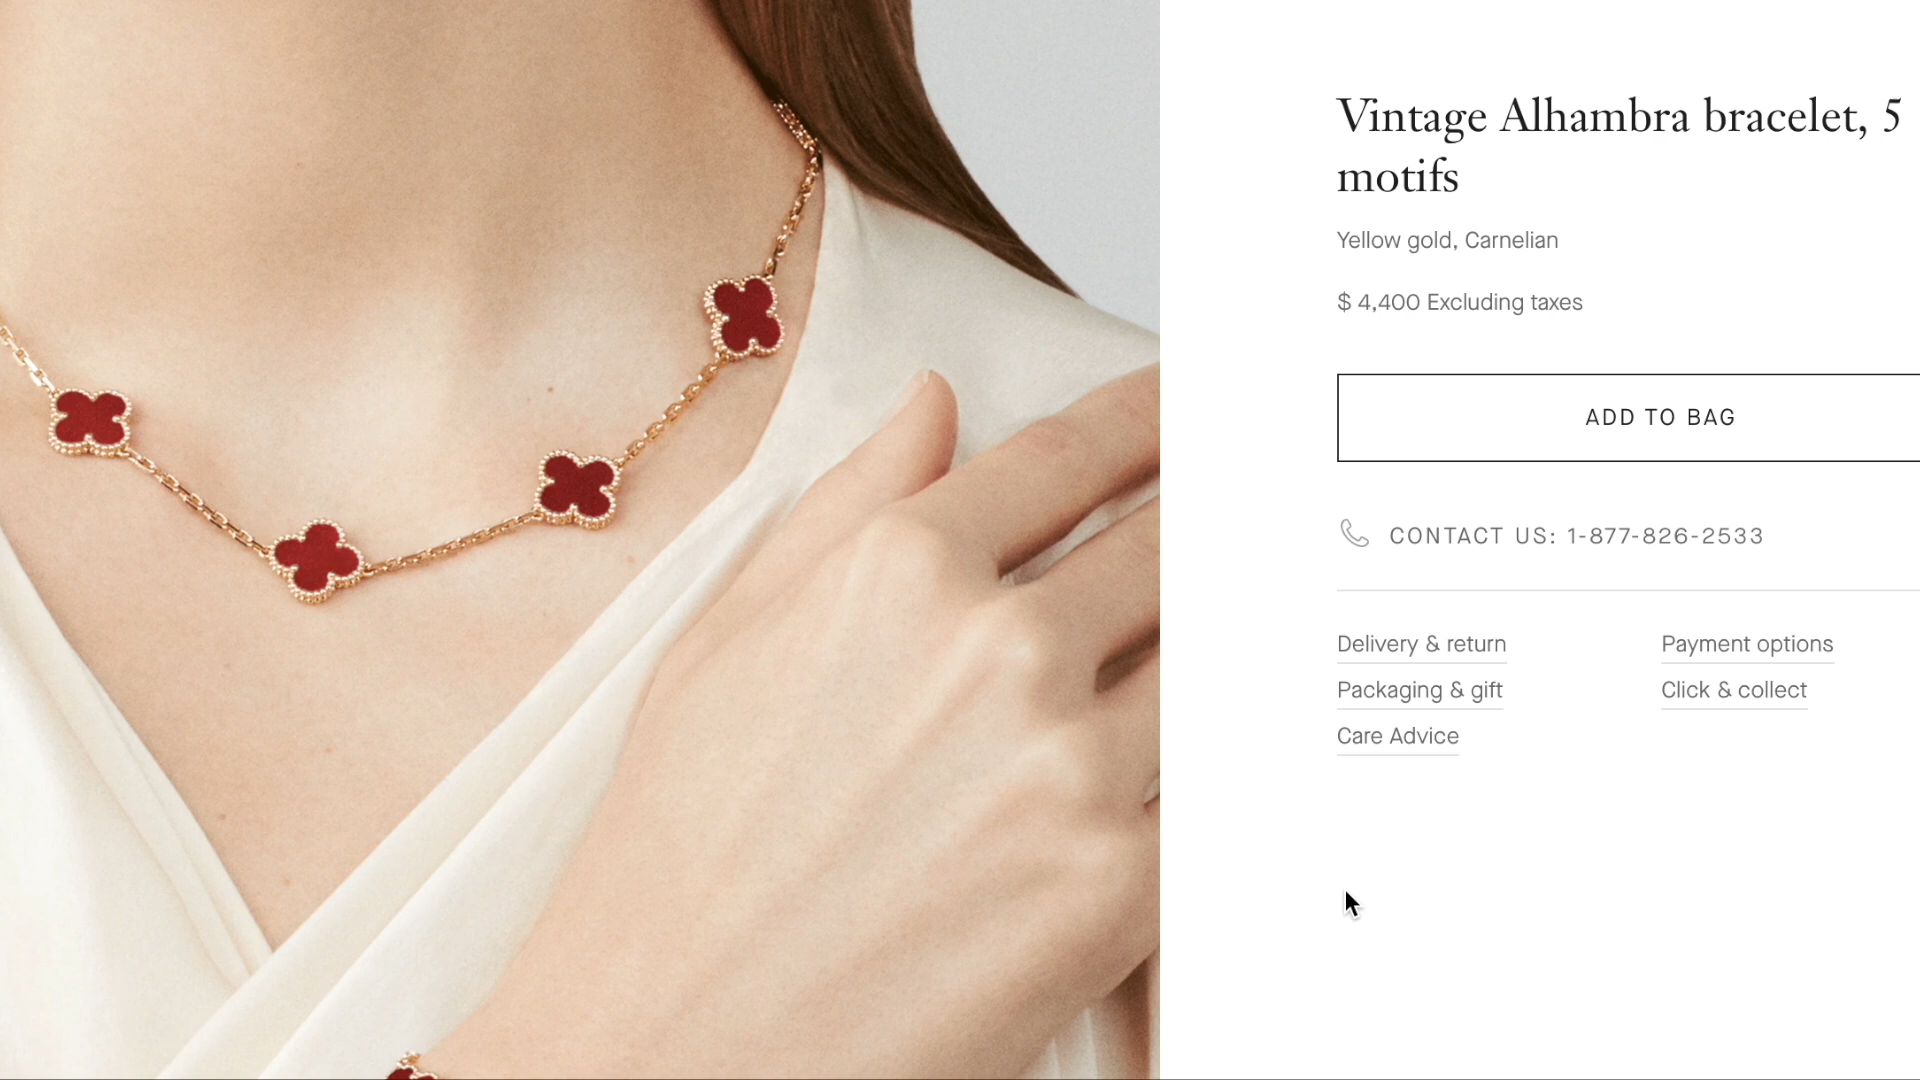 Vintage Alhambra bracelet, 5
motifs
Yellow gold, Carnelian
$ 4,400 Excluding taxes
ADD TO BAG
CONTACT US: 1-877-826-2533
Delivery & return
Payment options
Packaging & gift
Click & collect
Care Advice